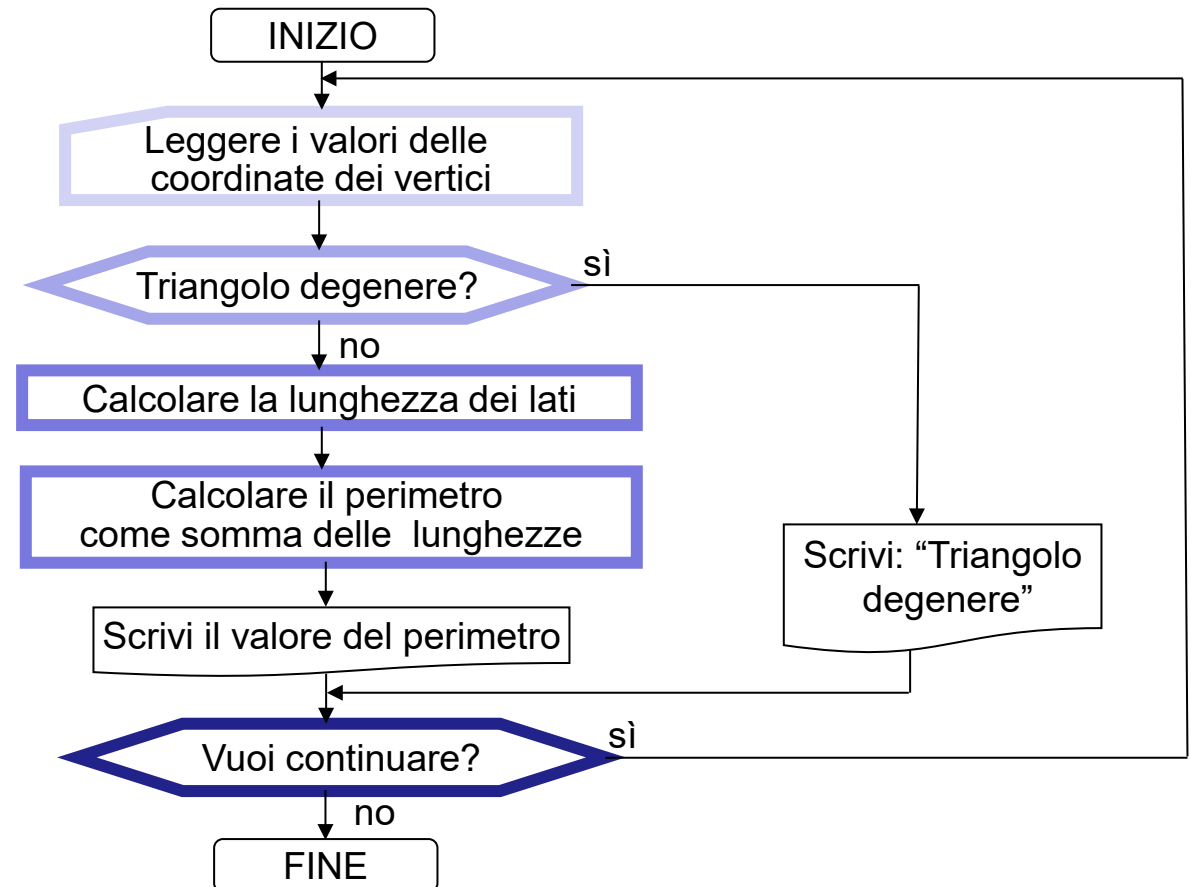 INIZIO
Leggere i valori delle
coordinate dei vertici
Triangolo degenere?
sì
no
Calcolare la lunghezza dei lati
Calcolare il perimetro
come somma delle lunghezze
Scrivi: “Triangolo
degenere”
Scrivi il valore del perimetro
Vuoi continuare?
sì
no
FINE